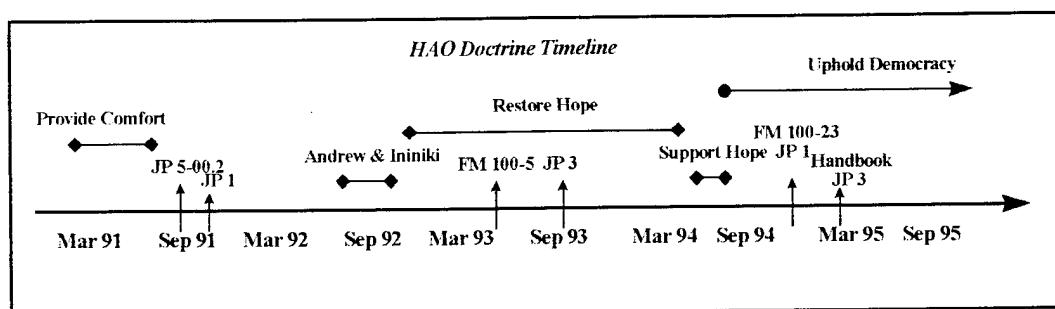 HAO Doctrine Timeline
Uphold Democracy
Restore Hope
Provide Comfort
FM 100-23
Andrew & Ininiki
FM 100-5 JP 3
Support Hope JP 1
JP 5-00.2
JP 1
Handbook
JP 3
Mar 91 Sep 91 Mar 92 Sep 92 Mar 93 Sep 93 Mar 94 Sep 94 Mar 95 Sep 95